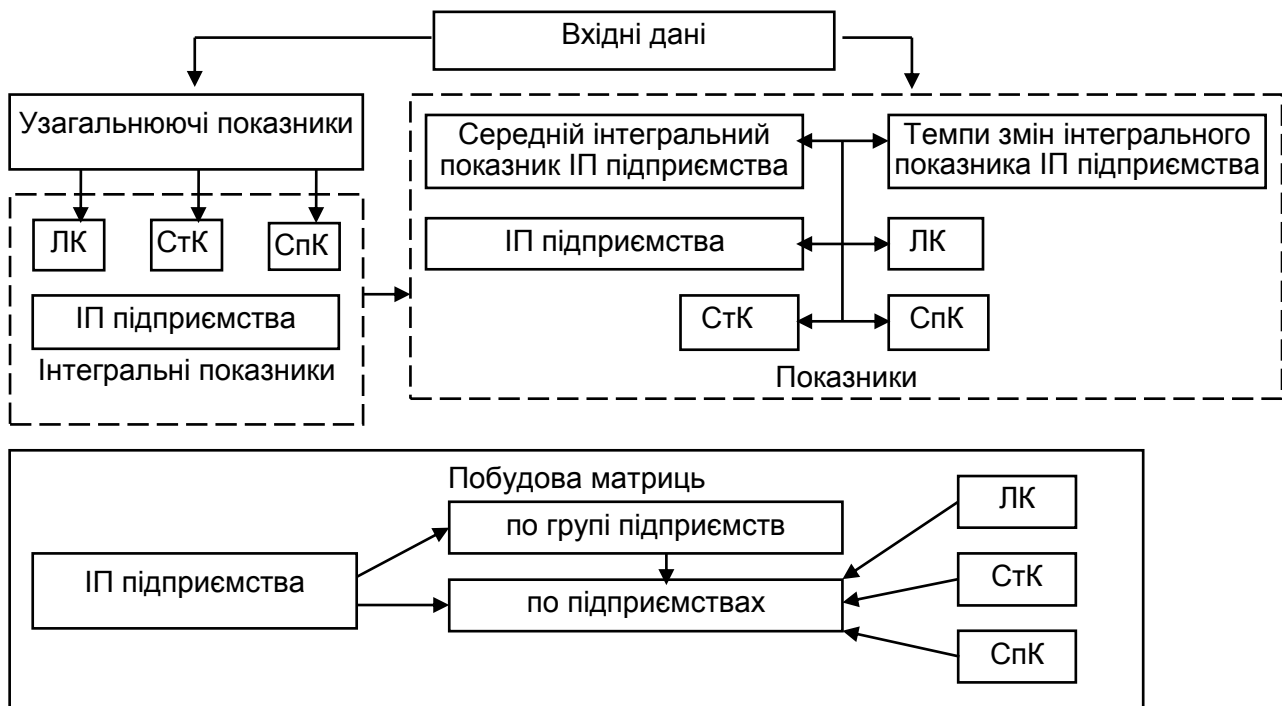 Вхідні дані
Узагальнюючі показники
ЛК
СтК
СпК
ІП підприємства
Інтегральні показники
Середній інтегральний
показник ІП підприємства
Темпи змін інтегрального
показника ІП підприємства
ІП підприємства
ЛК
СтК
СпК
Показники
Побудова матриць
по групі підприємств
ІП підприємства
по підприємствах
ЛК
СтК
СпК